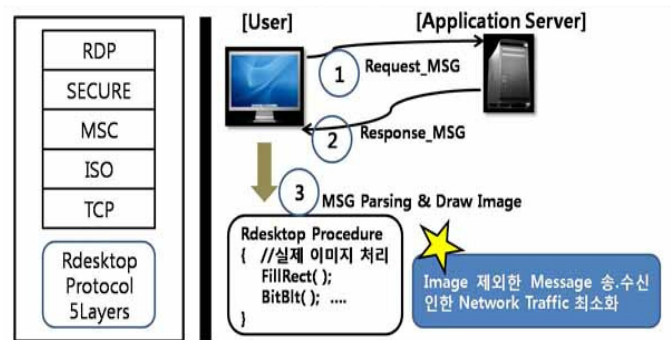 RDP
SECURE
MSC
ISO
TCP
Rdesktop
Protocol
5Layers
[User]
[Application Server]
1
Request_MSG
2
Response_MSG
3
MSG Parsing & Draw Image
Rdesktop Procedure
{ //실제 이미지 처리
FillRect( );
BitBlt( ); ....
}
Image 제외한 Message 송.수신
인한 Network Traffic 최소화